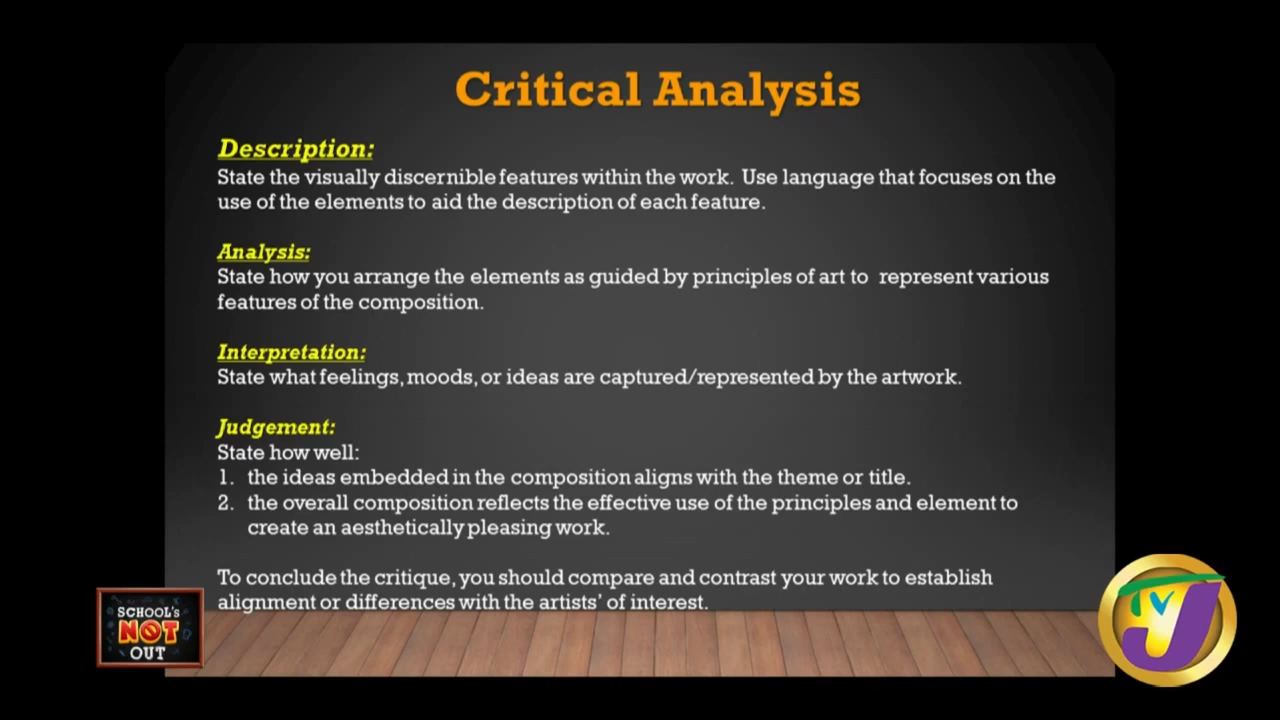 Critical Analysis
Description:
State the visually discernible features within the work. Use language that focuses on the
use of the elements to aid the description of each feature.
Analysis:
State how you arrange the elements as guided by principles of art to represent various
features of the composition.
Interpretation:
State what feelings, moods, or ideas are captured/represented by the artwork.
Judgement:
State how well:
1. the ideas embedded in the composition aligns with the theme or title.
2. the overall composition reflects the effective use of the principles and element to
create an aesthetically pleasing work.
To conclude the critique, you should compare and contrast your work to establish
alignment or differences with the artists' of interest.
SCHOOL's
NOT
OUT
TVJ